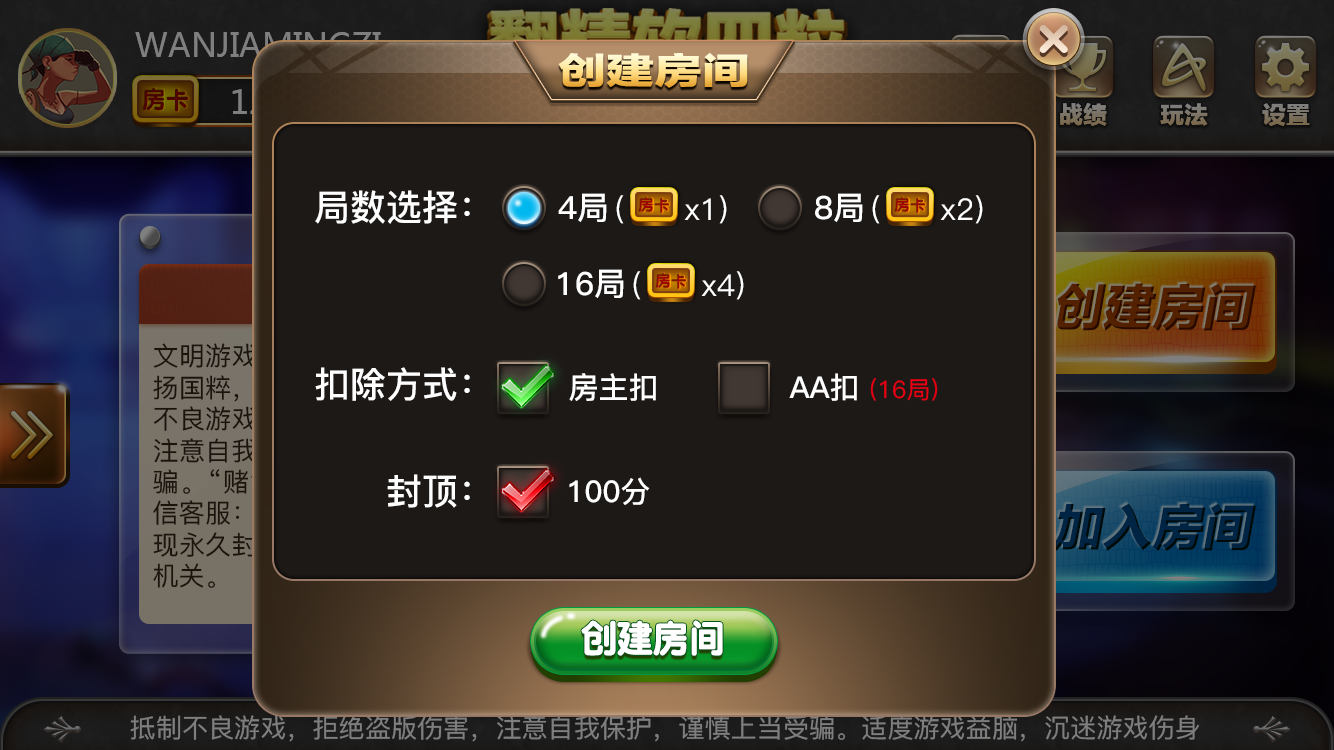 翻精软四粒
WANJIAMINGZI
创建房间
房卡 1
战绩
玩法
设置
局数选择：
4局(房卡x1)
8局(房卡x2)
16局(房卡x4)
扣除方式：
房主扣
AA扣 (16局)
封顶：
100分
创建房间
文明游戏
扬国粹，
不良游戏
注意自我
骗。“赌
信客服：
现永久封
机关。
创建房间
加入房间
抵制不良游戏，拒绝盗版伤害，注意自我保护，谨慎上当受骗。适度游戏益脑，沉迷游戏伤身